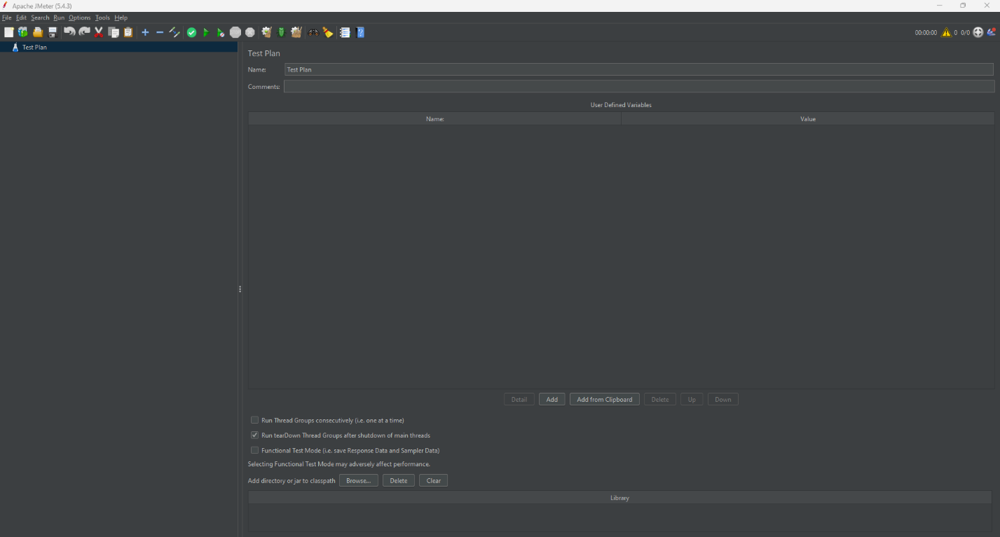 Apache JMeter (5.4.3)
File Edit Search Run Options Tools Help
00:00:00 0 0/0
Test Plan
Test Plan
Name: Test Plan
Comments:
User Defined Variables
Name: Value
Detail Add Add from Clipboard Delete Up Down
Run Thread Groups consecutively (i.e. one at a time)
Run tearDown Thread Groups after shutdown of main threads
Functional Test Mode (i.e. save Response Data and Sampler Data)
Selecting Functional Test Mode may adversely affect performance.
Add directory or jar to classpath Browse... Delete Clear
Library